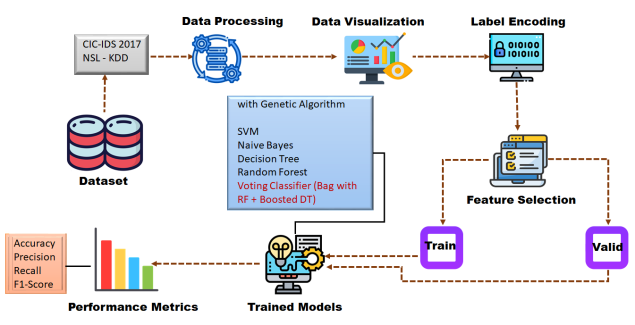 Data Processing
Data Visualization
Label Encoding
CIC-IDS 2017
NSL - KDD
010100
101011
with Genetic Algorithm
SVM
Naive Bayes
Decision Tree
Random Forest
Voting Classifier (Bag with
RF + Boosted DT)
Dataset
Feature Selection
Train
Valid
Accuracy
Precision
Recall
F1-Score
Performance Metrics
Trained Models